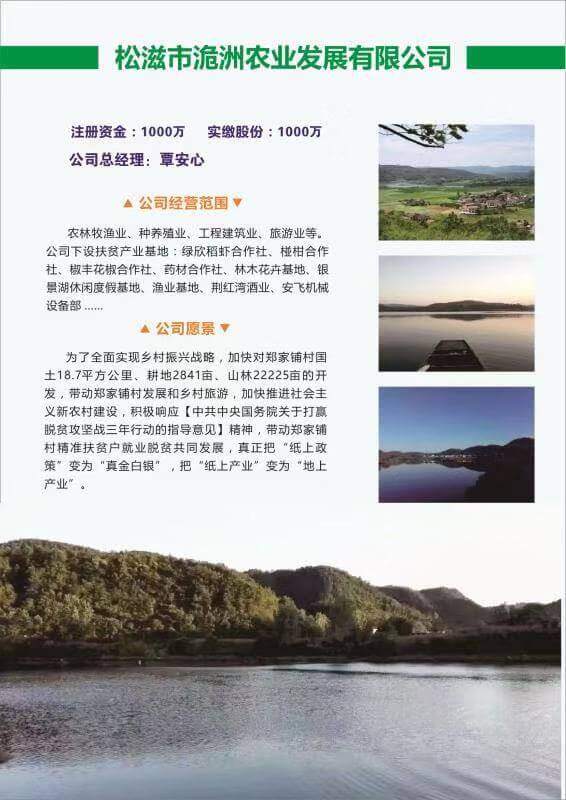 松滋市洈洲农业发展有限公司
注册资金：1000万 实缴股份：1000万
公司总经理：覃安心
▲ 公司经营范围 ▼
农林牧渔业、种养殖业、工程建筑业、旅游业等。
公司下设扶贫产业基地：绿欣稻虾合作社、椪柑合作
社、椒丰花椒合作社、药材合作社、林木花卉基地、银
景湖休闲度假基地、渔业基地、荆红湾酒业、安飞机械
设备部 ......
▲ 公司愿景 ▼
为了全面实现乡村振兴战略，加快对郑家铺村国
土18.7平方公里、耕地2841亩、山林22225亩的开
发，带动郑家铺村发展和乡村旅游，加快推进社会主
义新农村建设，积极响应【中共中央国务院关于打赢
脱贫攻坚战三年行动的指导意见】精神，带动郑家铺
村精准扶贫户就业脱贫共同发展，真正把“纸上政
策”变为“真金白银”，把“纸上产业”变为“地上
产业”。